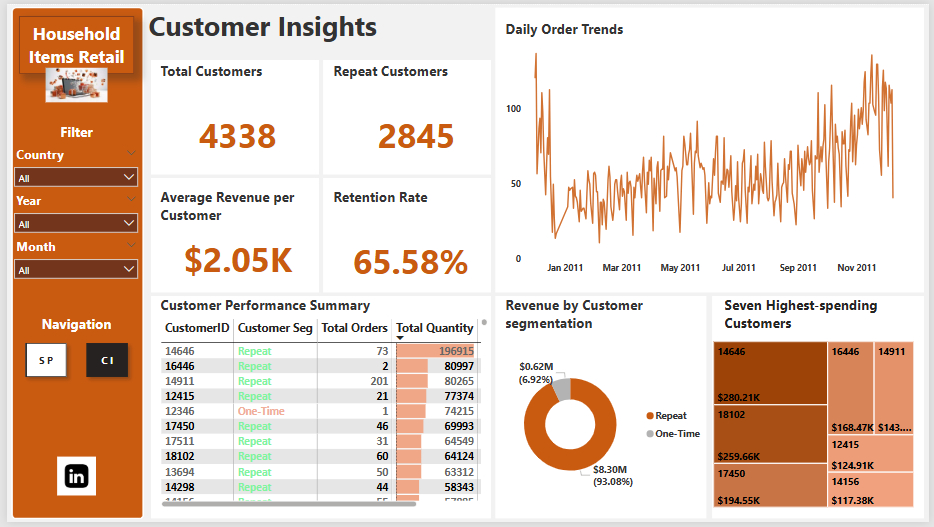 Household
Items Retail
Filter
Country
All
Year
All
Month
All
Navigation
S P
C I
in
Customer Insights
Total Customers
4338
Repeat Customers
2845
Average Revenue per
Customer
$2.05K
Retention Rate
65.58%
Daily Order Trends
100
50
0
Jan 2011 Mar 2011 May 2011 Jul 2011 Sep 2011 Nov 2011
Customer Performance Summary
CustomerID Customer Seg Total Orders Total Quantity
14646 Repeat 73 196915
16446 Repeat 2 80997
14911 Repeat 201 80265
12415 Repeat 21 77374
12346 One-Time 1 74215
17450 Repeat 46 69993
17511 Repeat 31 64549
18102 Repeat 60 64124
13694 Repeat 50 63312
14298 Repeat 44 58343
Revenue by Customer
segmentation
$0.62M
(6.92%)
$8.30M
(93.08%)
Repeat
One-Time
Seven Highest-spending
Customers
14646
$280.21K
18102
$259.66K
17450
$194.55K
16446
$168.47K
14911
$143....
12415
$124.91K
14156
$117.38K